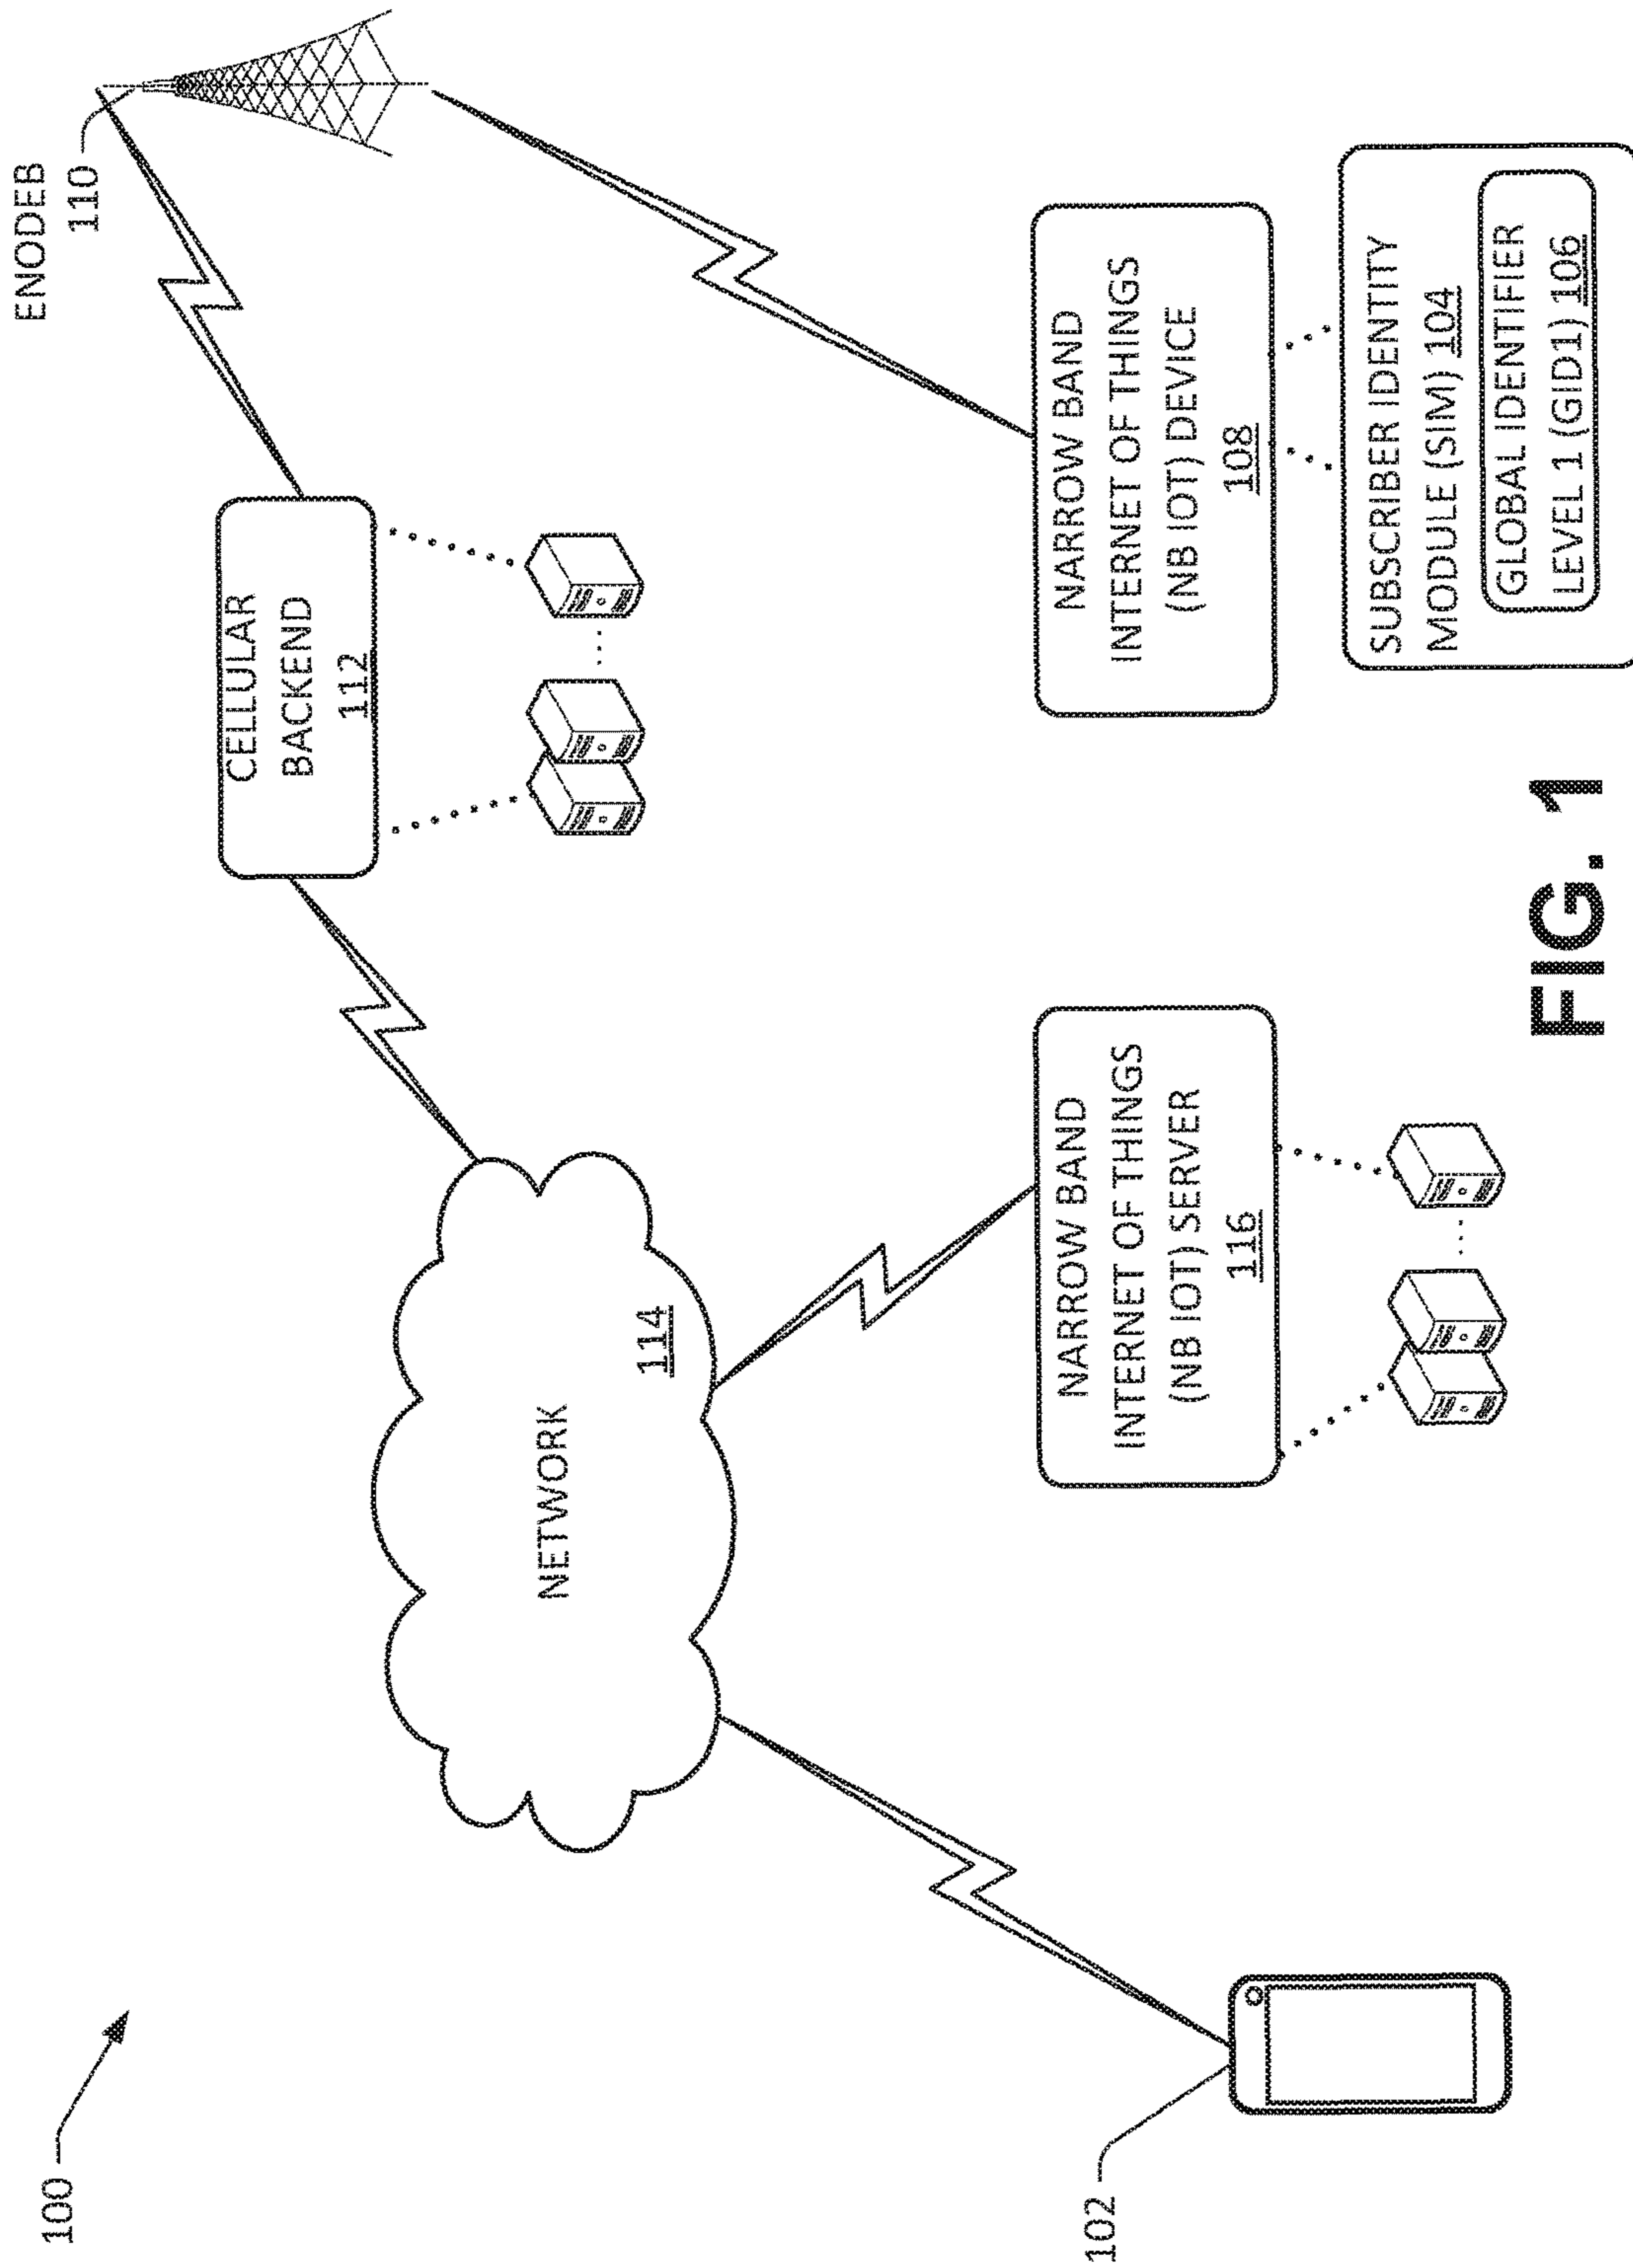 100
ENODEB
110
CELLULAR
BACKEND
112
NETWORK
114
NARROW BAND
INTERNET OF THINGS
(NB IOT) SERVER
116
NARROW BAND
INTERNET OF THINGS
(NB IOT) DEVICE
108
SUBSCRIBER IDENTITY
MODULE (SIM) 104
GLOBAL IDENTIFIER
LEVEL 1 (GID1) 106
102
FIG. 1